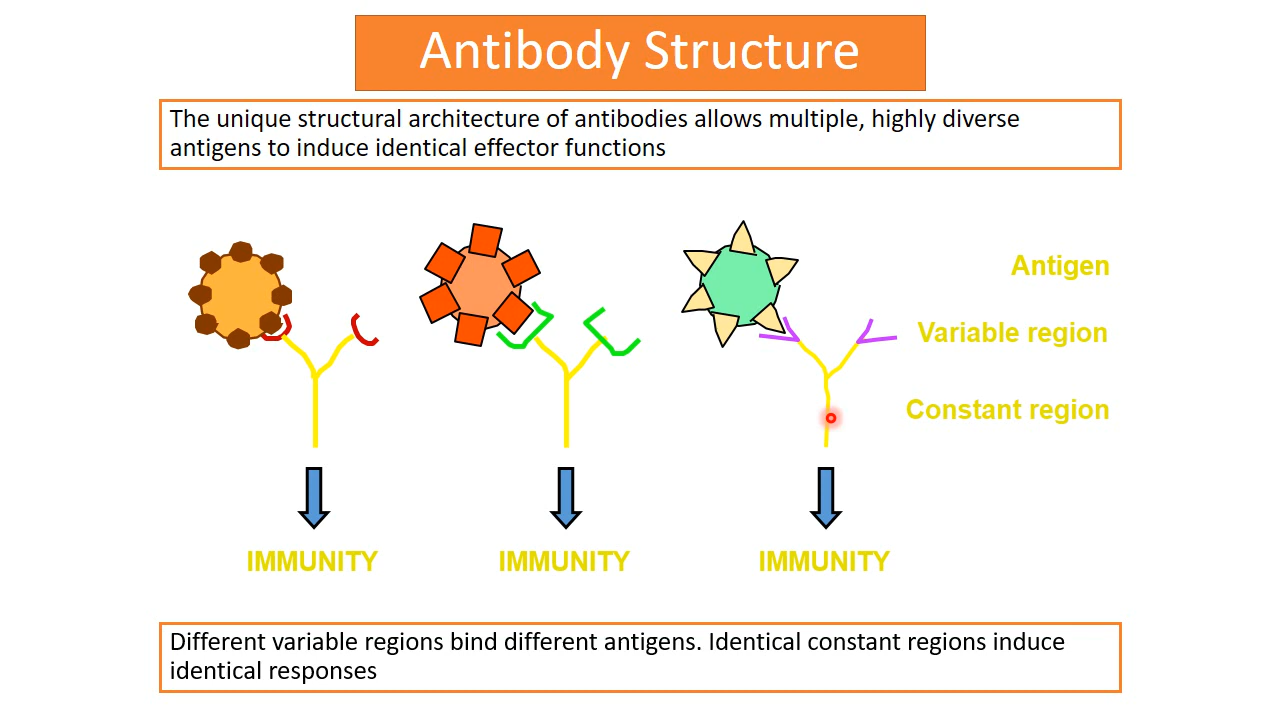 Antibody Structure
The unique structural architecture of antibodies allows multiple, highly diverse
antigens to induce identical effector functions
Antigen
Variable region
Constant region
IMMUNITY
IMMUNITY
IMMUNITY
Different variable regions bind different antigens. Identical constant regions induce
identical responses